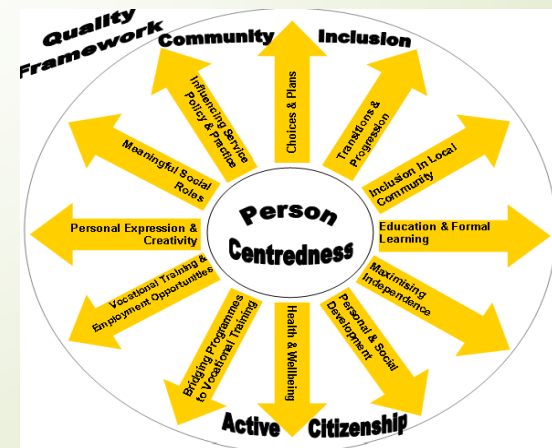 Quality
Framework
Community Inclusion
Choices & Plans
Transitions &
Progression
Inclusion In Local
Community
Education & Formal
Learning
Maximising
Independence
Personal & Social
Development
Health & Wellbeing
Bridging Programmes
to Vocational Training
Vocational Training &
Employment Opportunities
Personal Expression &
Creativity
Meaningful Social
Roles
Influencing Service
Policy & Practice
Person
Centredness
Active Citizenship